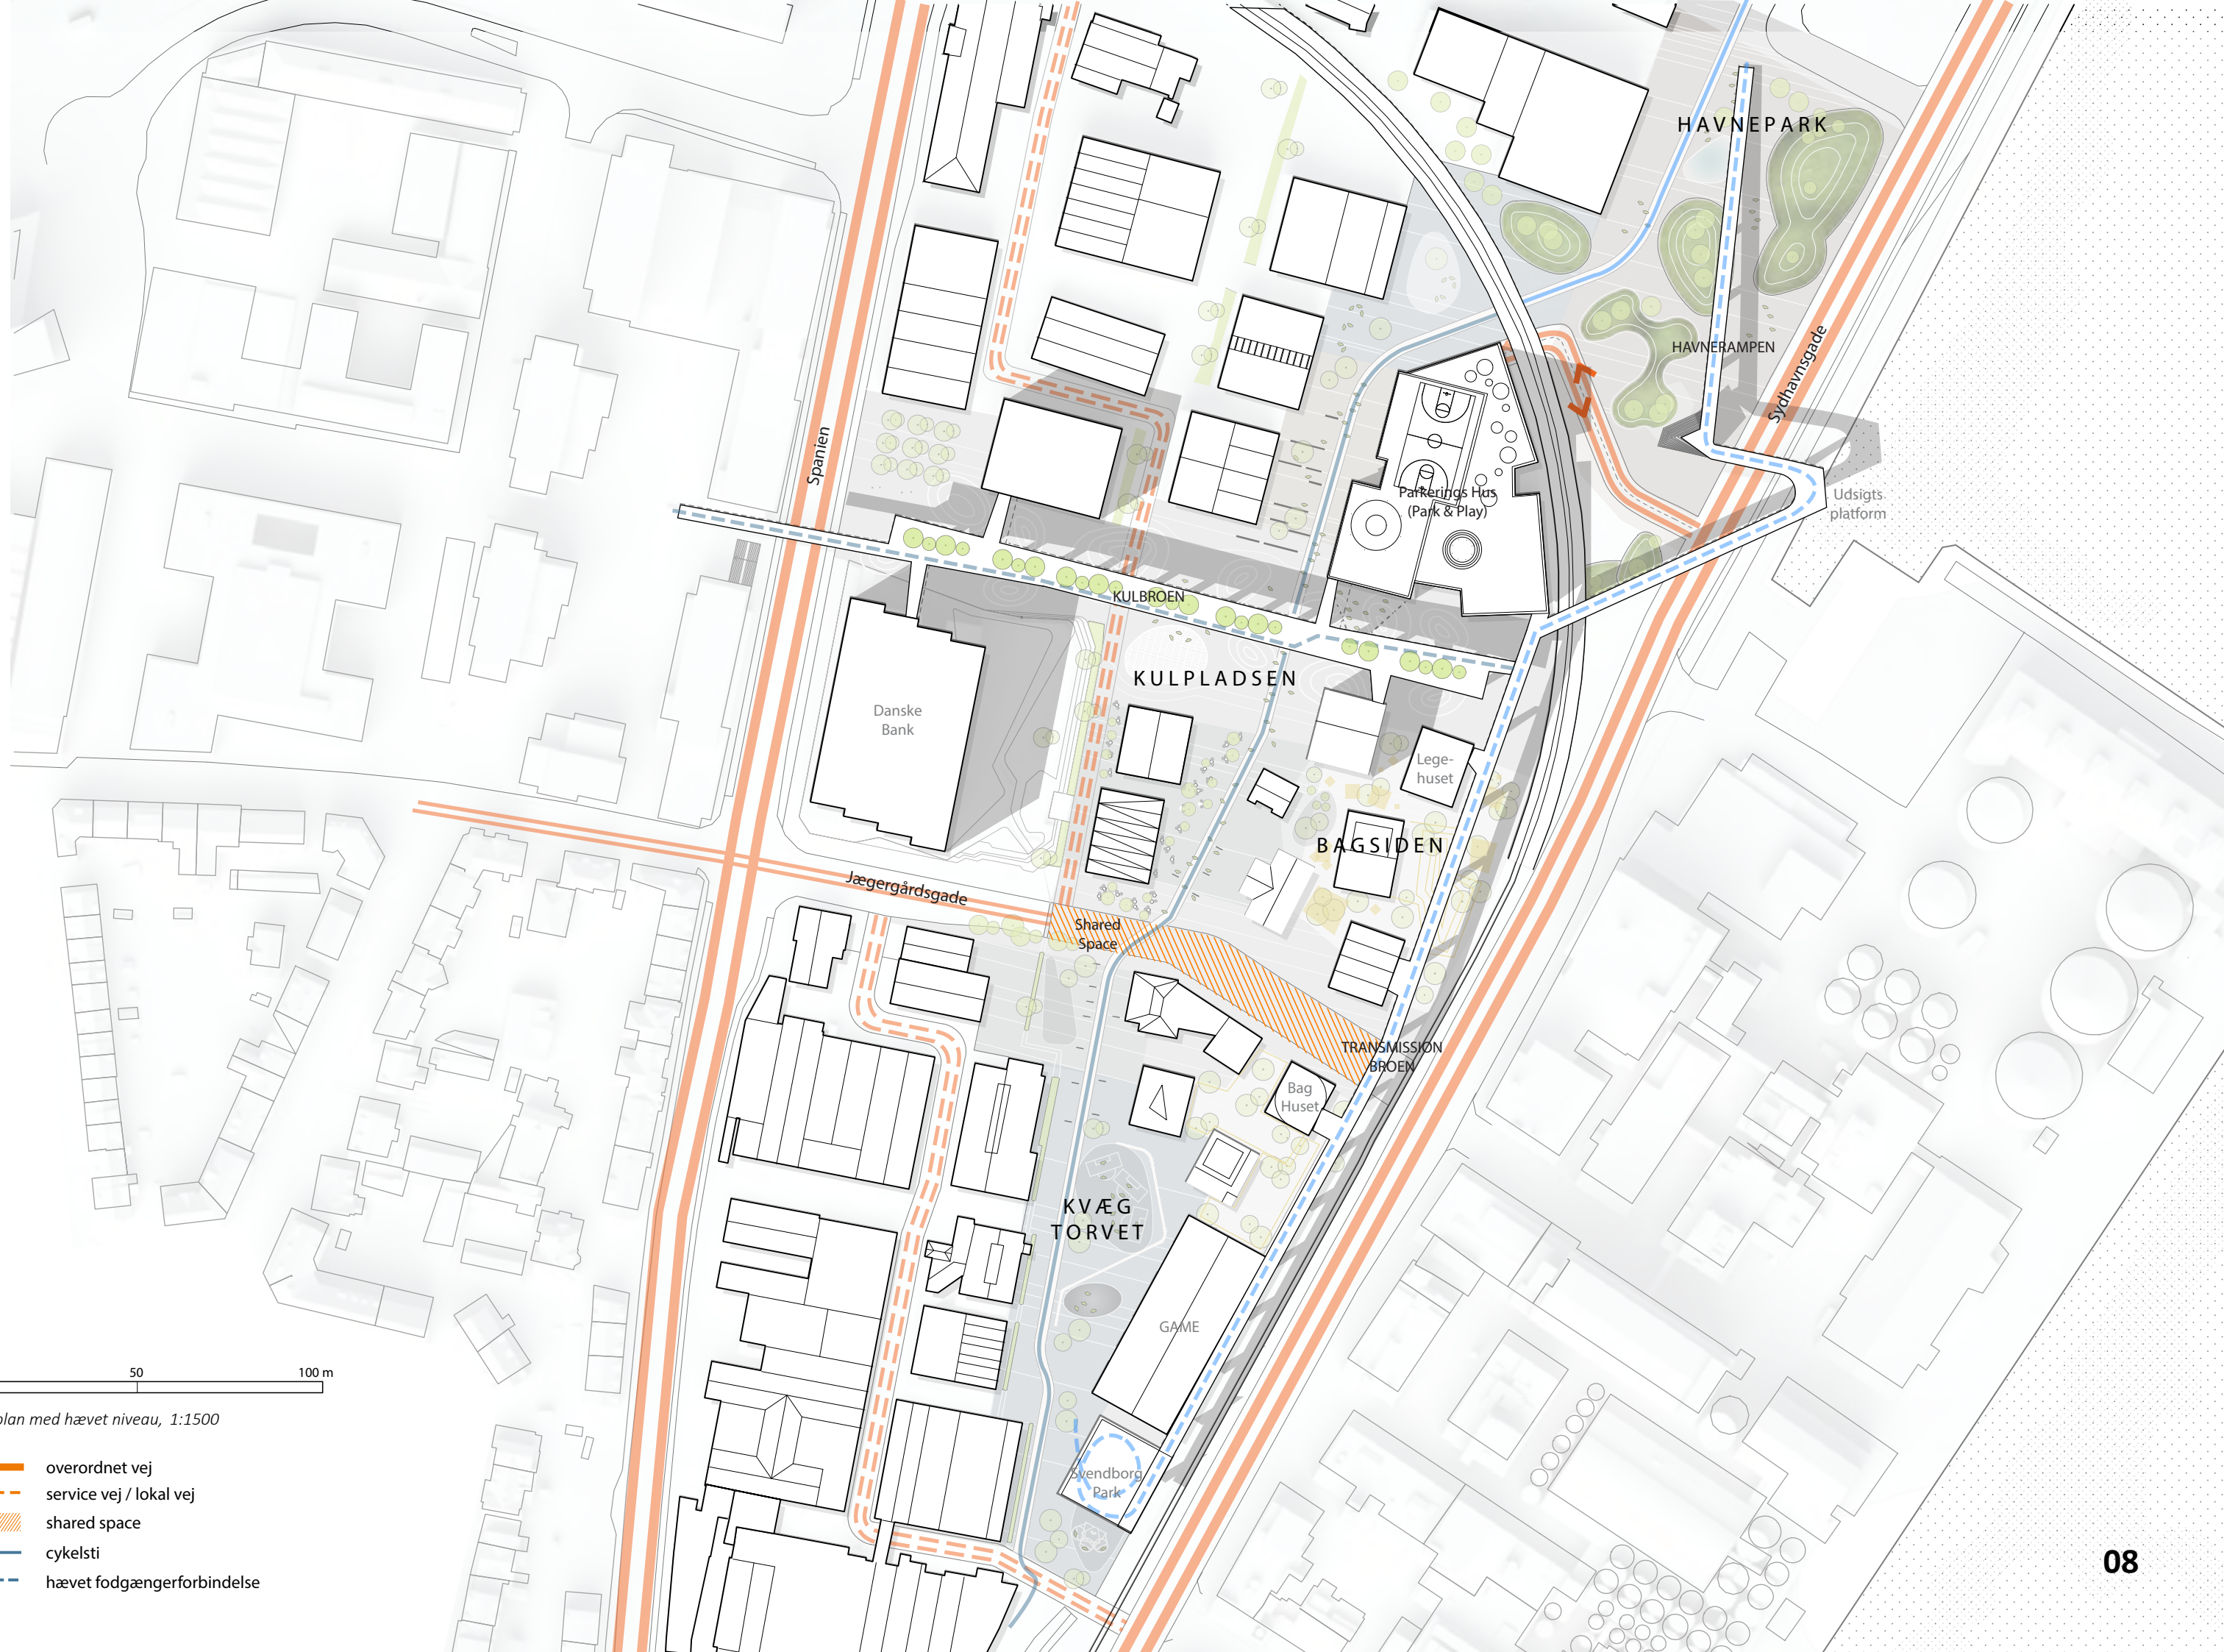 HAVNEPARK
HAVNERAMPEN
Sydhavnsgade
Spanien
Parkerings Hus
(Park & Play)
Udsigts
platform
KULBROEN
KULPLADSEN
Danske
Bank
Lege-
huset
BAGSIDEN
Jægergårdsgade
Shared
Space
TRANSMISSION
BROEN
Bag
Huset
KVÆG
TORVET
GAME
Svendborg
Park
50
100 m
plan med hævet niveau, 1:1500
overordnet vej
service vej / lokal vej
shared space
cykelsti
hævet fodgængerforbindelse
08